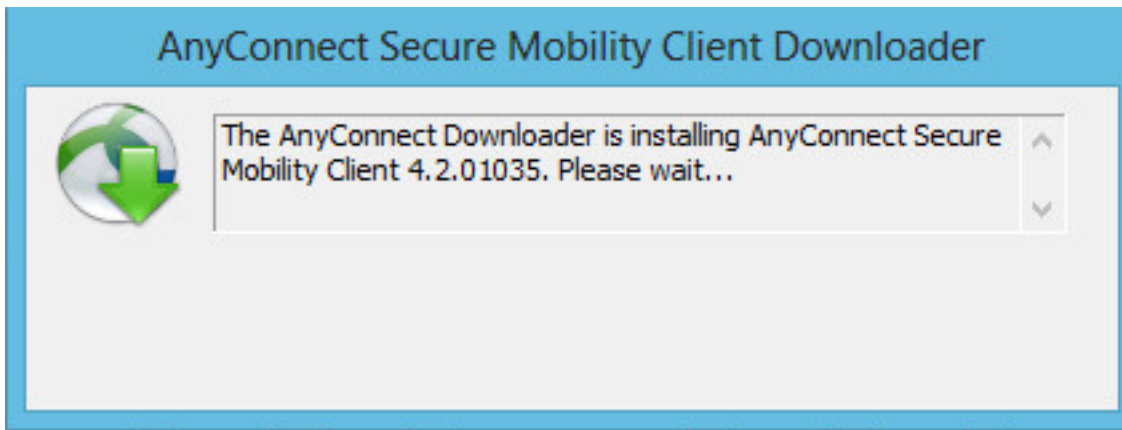 AnyConnect Secure Mobility Client Downloader
The AnyConnect Downloader is installing AnyConnect Secure
Mobility Client 4.2.01035. Please wait...